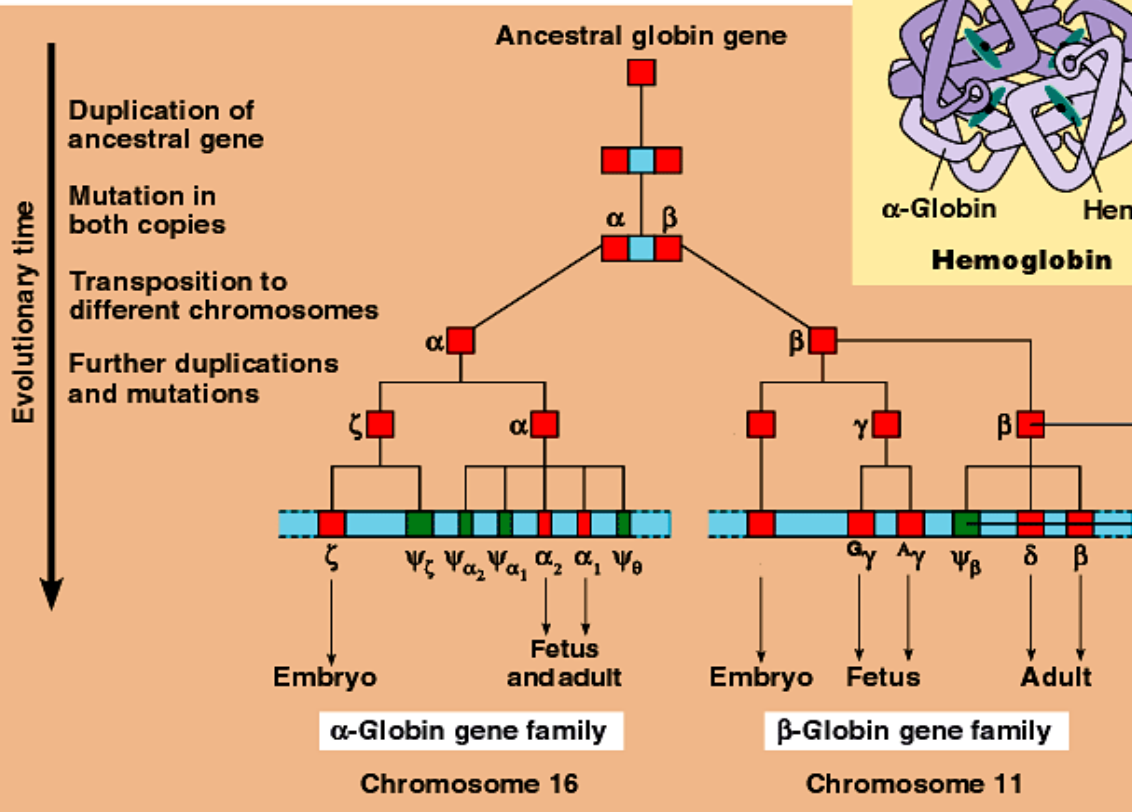 Ancestral globin gene
Duplication of
ancestral gene
Mutation in
both copies
Transposition to
different chromosomes
Further duplications
and mutations
Evolutionary time
α-Globin
Hem
Hemoglobin
α β
α β
ζ α γ β
ζ ψζ ψα2 ψα1 α2 α1 ψθ Gγ Aγ ψβ δ β
Fetus
and adult
Embryo
Embryo Fetus Adult
α-Globin gene family
β-Globin gene family
Chromosome 16
Chromosome 11